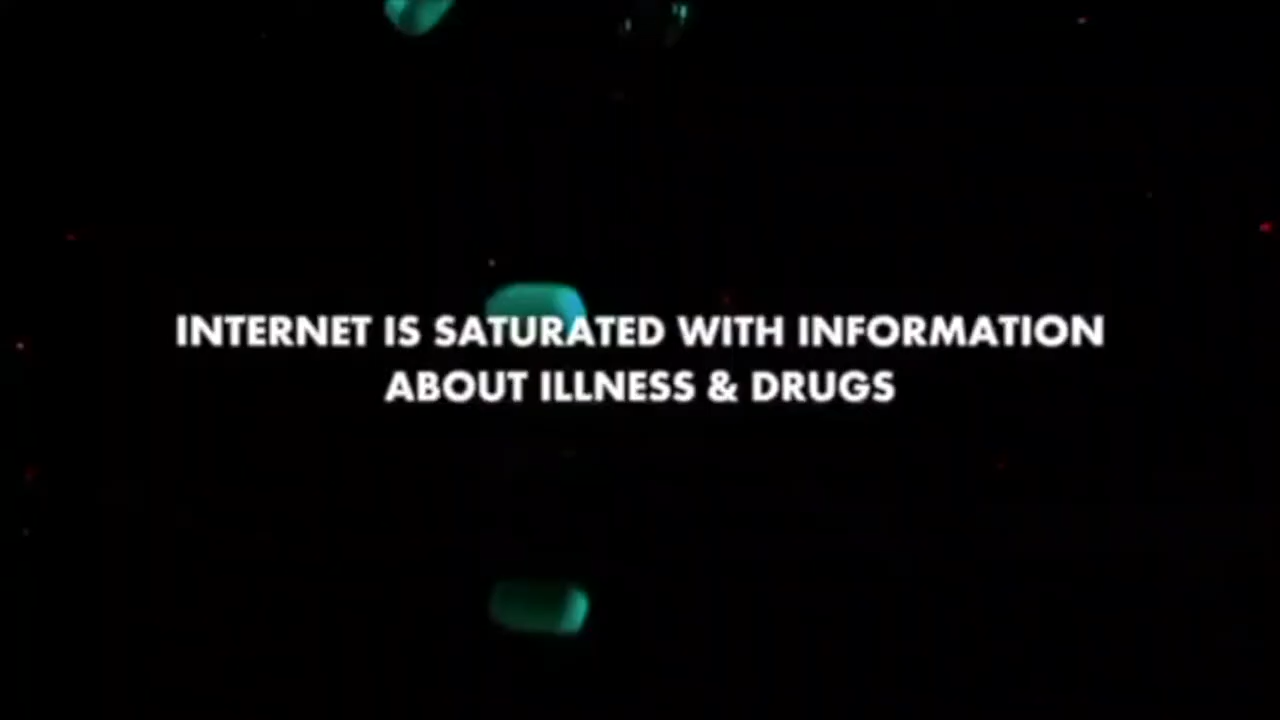 INTERNET IS SATURATED WITH INFORMATION
ABOUT ILLNESS & DRUGS